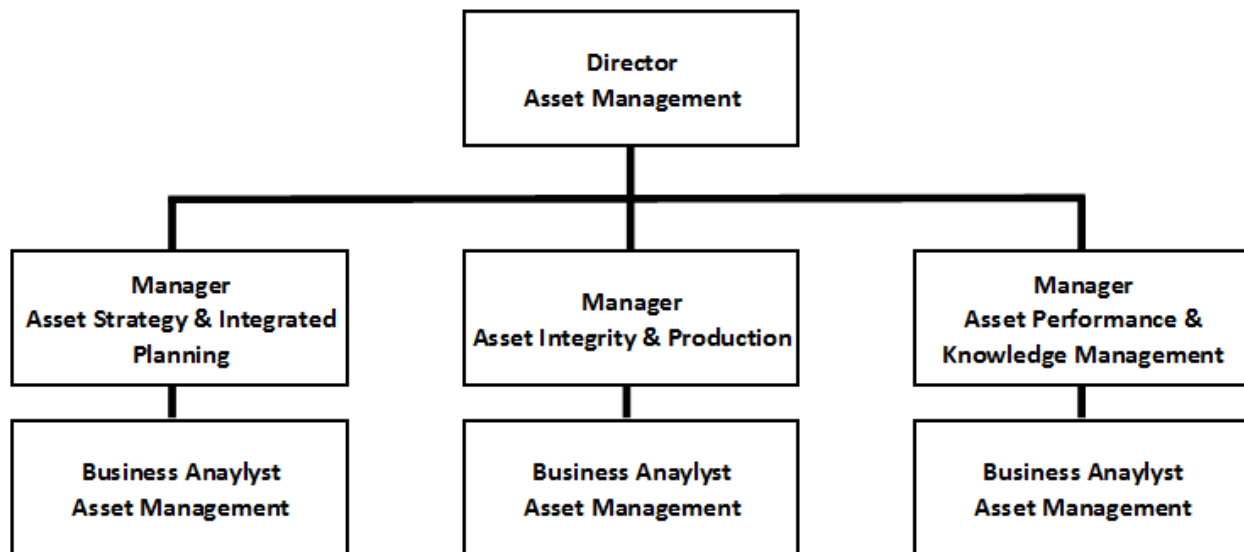 Director
Asset Management
Manager
Asset Strategy & Integrated
Planning
Manager
Asset Integrity & Production
Manager
Asset Performance &
Knowledge Management
Business Anaylyst
Asset Management
Business Anaylyst
Asset Management
Business Anaylyst
Asset Management